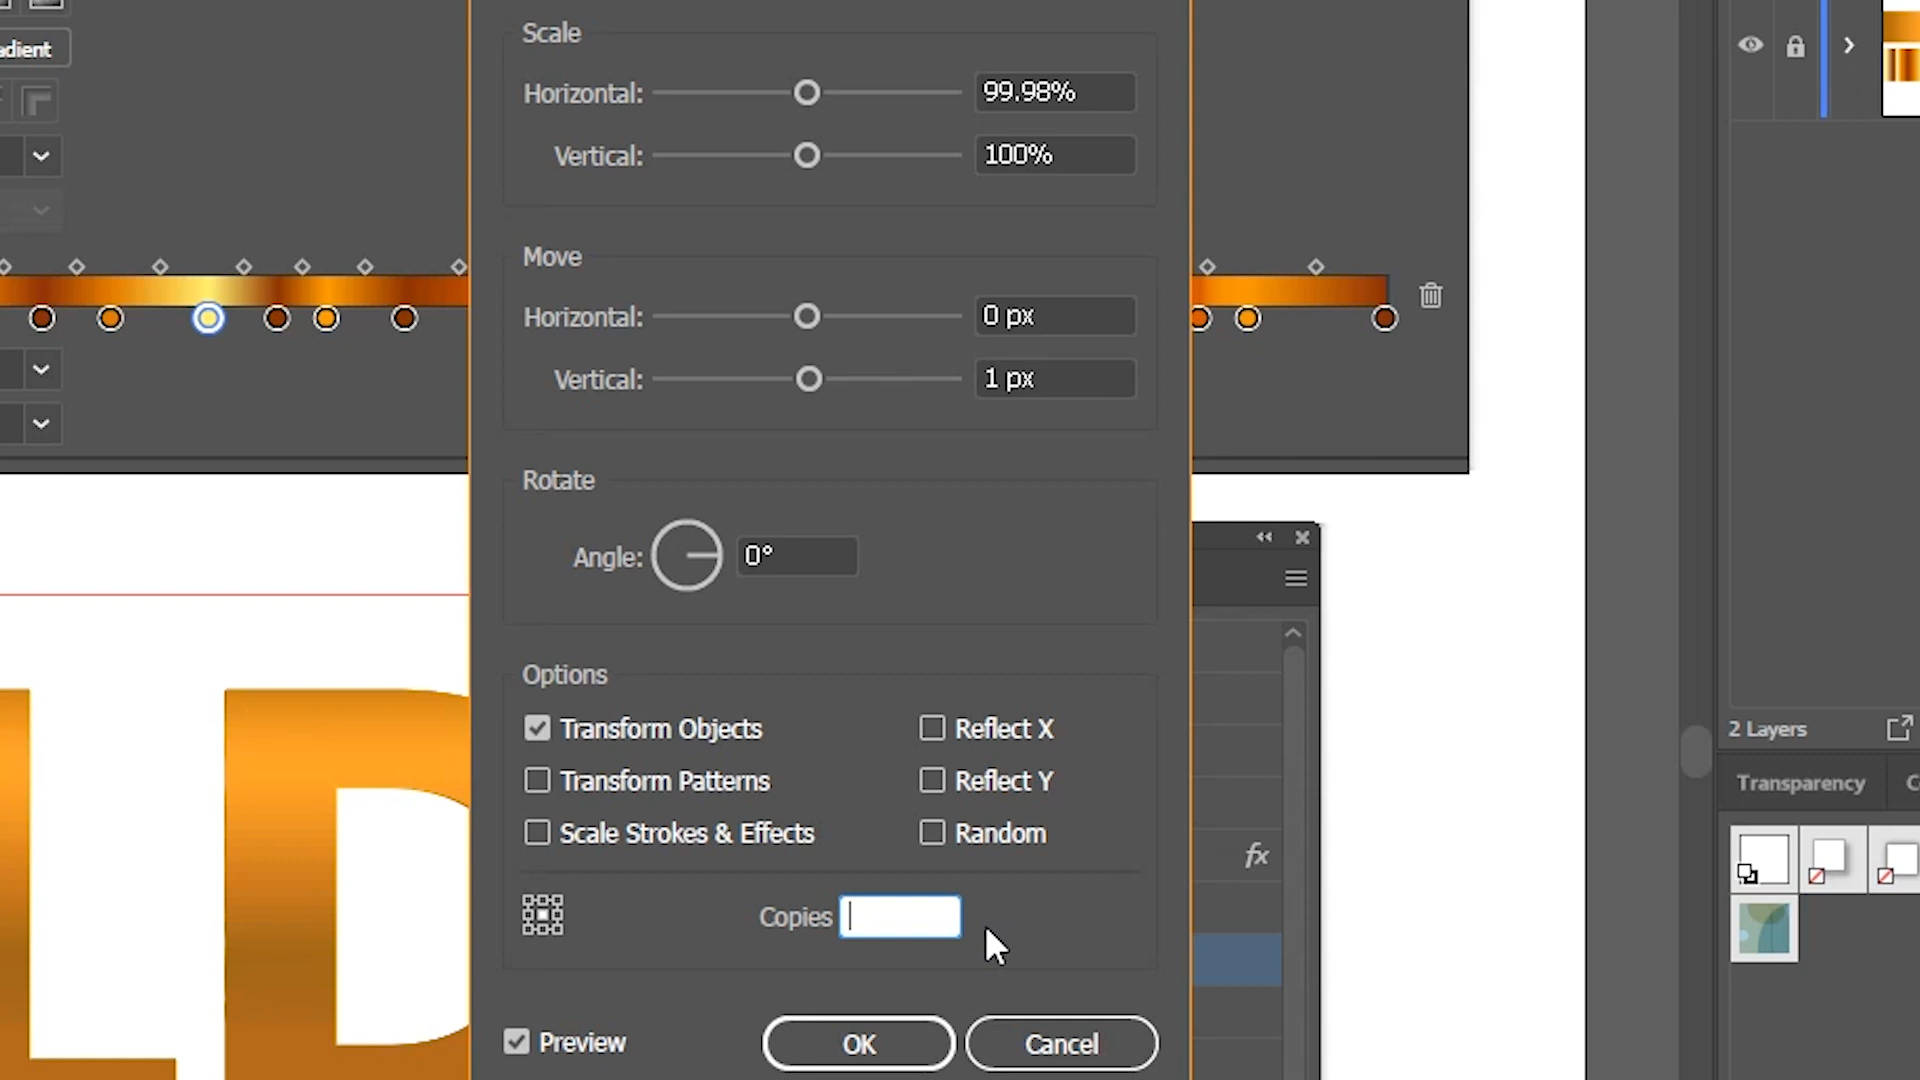 Scale
adient
Horizontal: 99.98%
Vertical: 100%
Move
Horizontal: 0 px
Vertical: 1 px
Rotate
Angle: 0°
Options
Transform Objects
Reflect X
Transform Patterns
Reflect Y
Scale Strokes & Effects
Random
Copies
Preview
OK
Cancel
fx
2 Layers
Transparency
LD